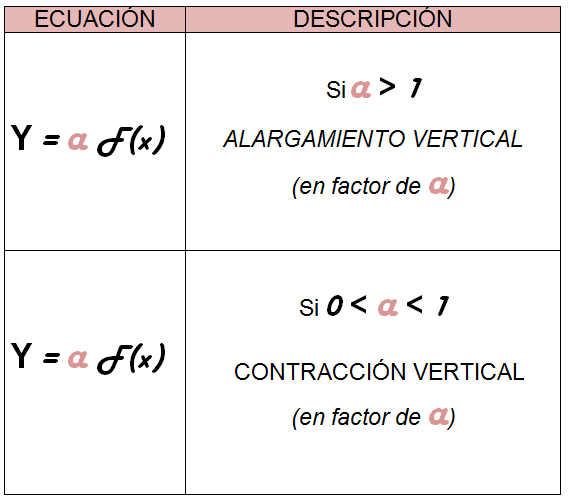 ECUACIÓN DESCRIPCIÓN
Y = a F(x)
Si a > 1
ALARGAMIENTO VERTICAL
(en factor de a)
Y = a F(x)
Si 0 < a < 1
CONTRACCIÓN VERTICAL
(en factor de a)